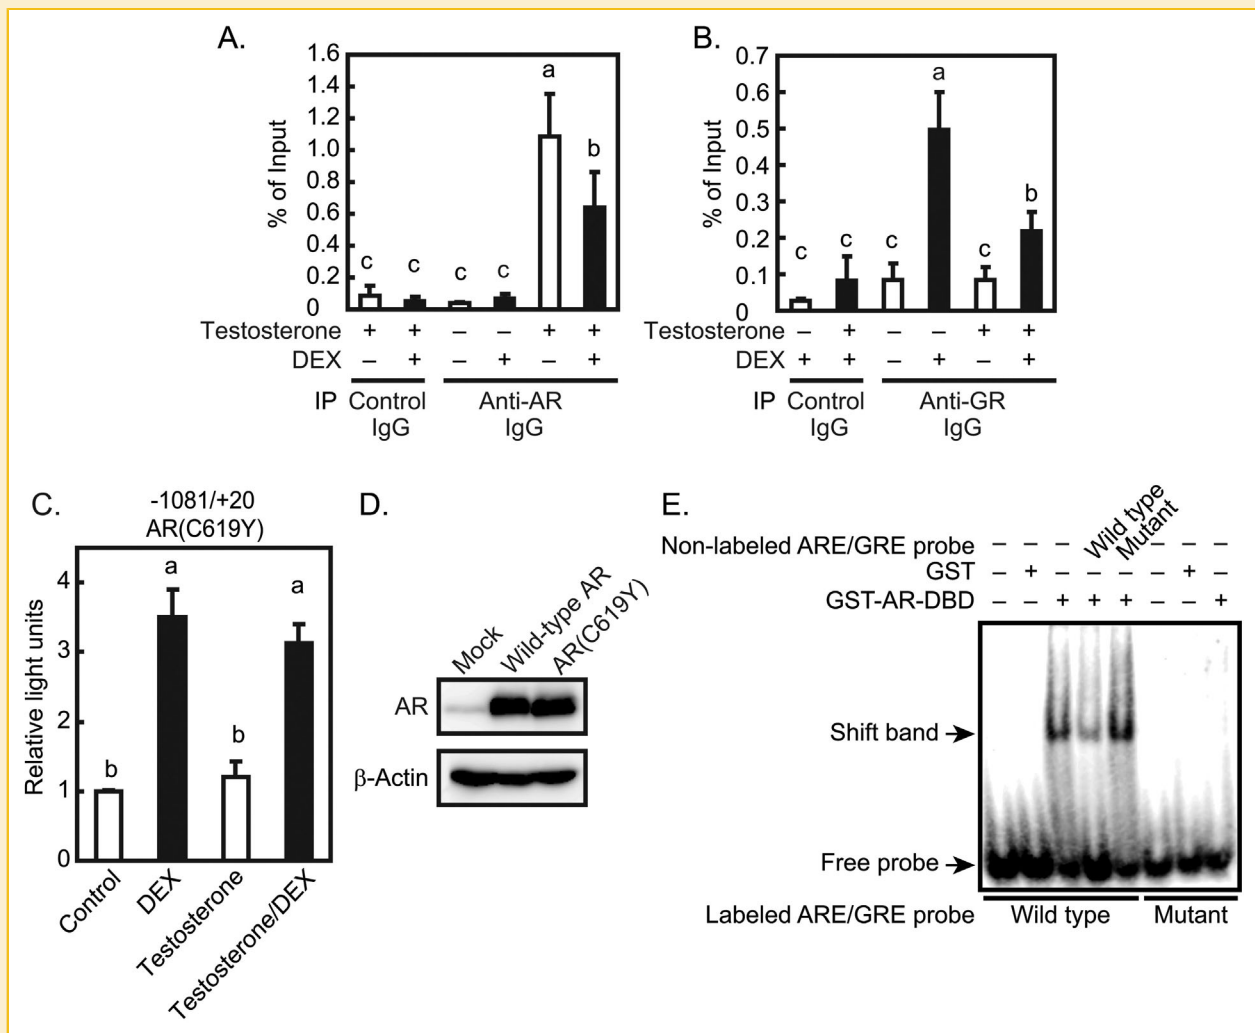 A.
1.6
1.4
1.2
1.0
0.8
0.6
0.4
0.2
0
% of Input
c c c c a b
Testosterone + + – – + +
DEX – + – + – +
IP Control Anti-AR
IgG IgG
B.
0.7
0.6
0.5
0.4
0.3
0.2
0.1
0
% of Input
c c c a c b
Testosterone – + – – + +
DEX + + – + – +
IP Control Anti-GR
IgG IgG
C.
-1081/+20
AR(C619Y)
4
3
2
1
0
Relative light units
b a b a
Control
DEX
Testosterone
Testosterone/DEX
D.
Mock
Wild-type AR
AR(C619Y)
AR
β-Actin
E.
Wild type
Mutant
Non-labeled ARE/GRE probe – – – – – –
GST – + – – – – + –
GST-AR-DBD – – + + + – – +
Shift band
Free probe
Labeled ARE/GRE probe Wild type Mutant